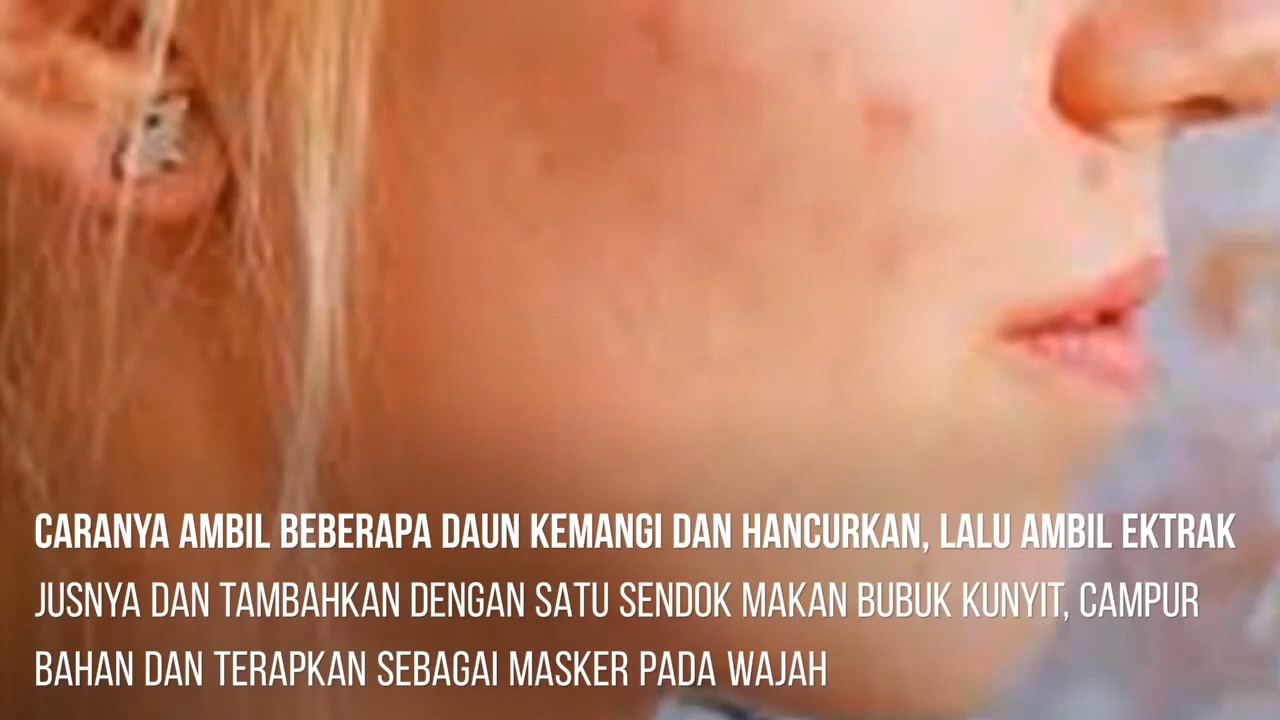 CARANYA AMBIL BEBERAPA DAUN KEMANGI DAN HANCURKAN, LALU AMBIL EKTRAK
JUSNYA DAN TAMBAHKAN DENGAN SATU SENDOK MAKAN BUBUK KUNYIT, CAMPUR
BAHAN DAN TERAPKAN SEBAGAI MASKER PADA WAJAH